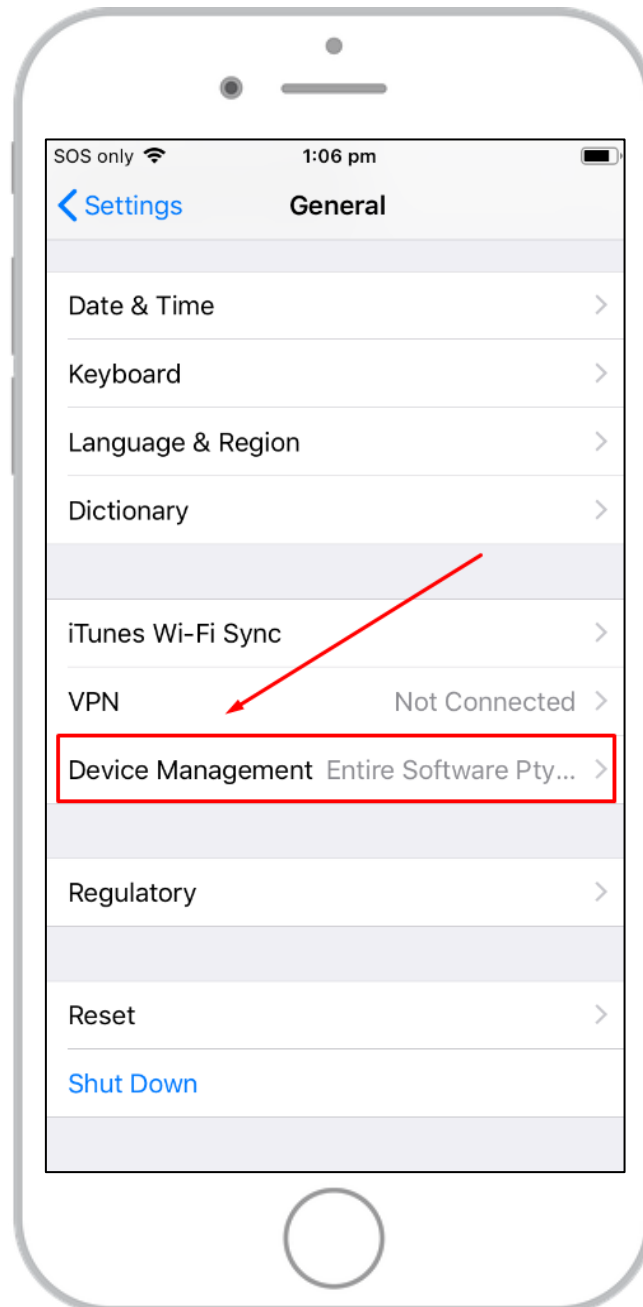 SOS only 1:06 pm
Settings General
Date & Time
Keyboard
Language & Region
Dictionary
iTunes Wi-Fi Sync
VPN Not Connected
Device Management Entire Software Pty...
Regulatory
Reset
Shut Down